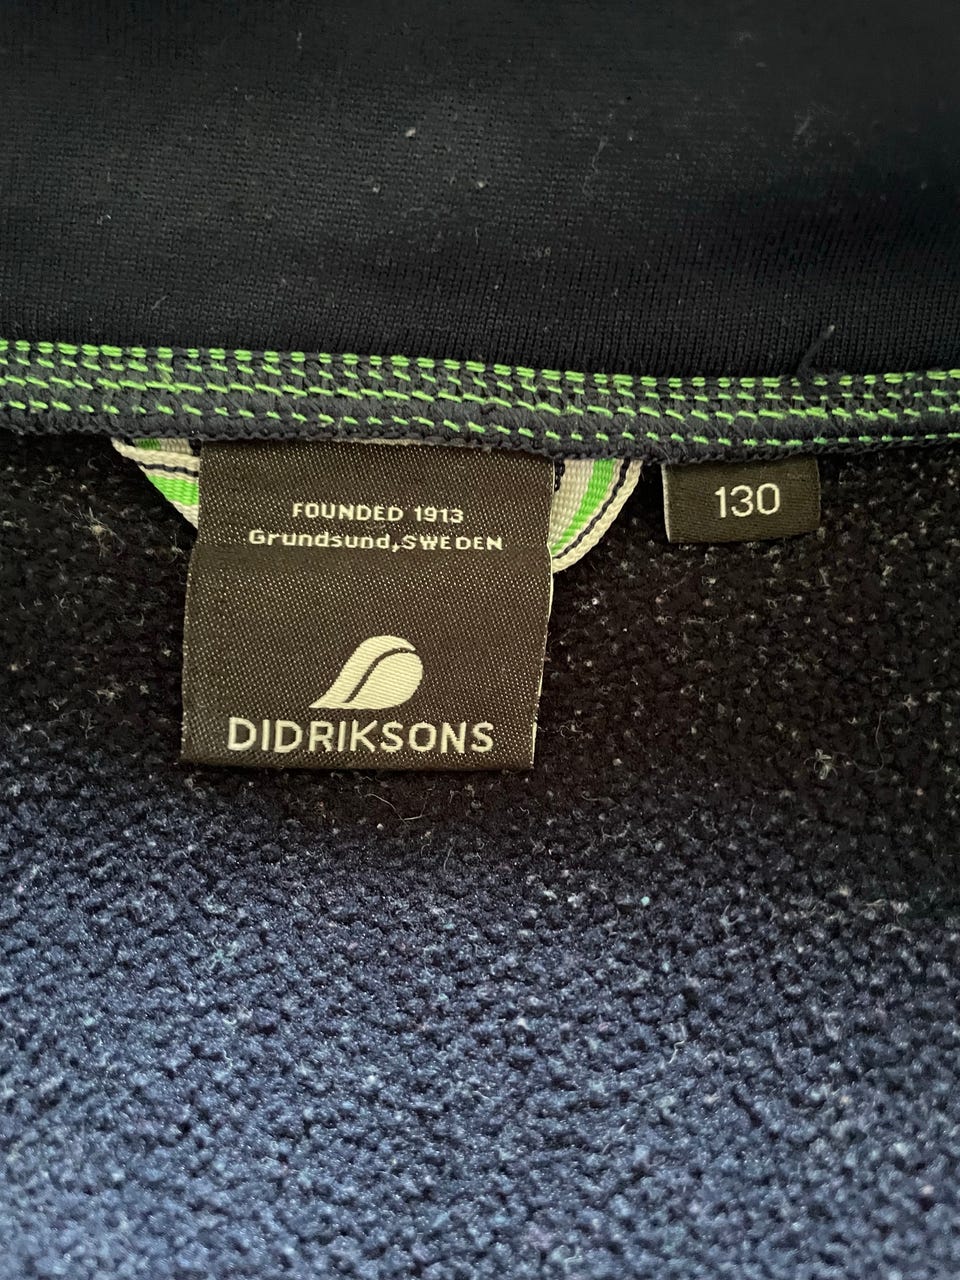 FOUNDED 1913
Grundsund,SWEDEN
DIDRIKSONS
130